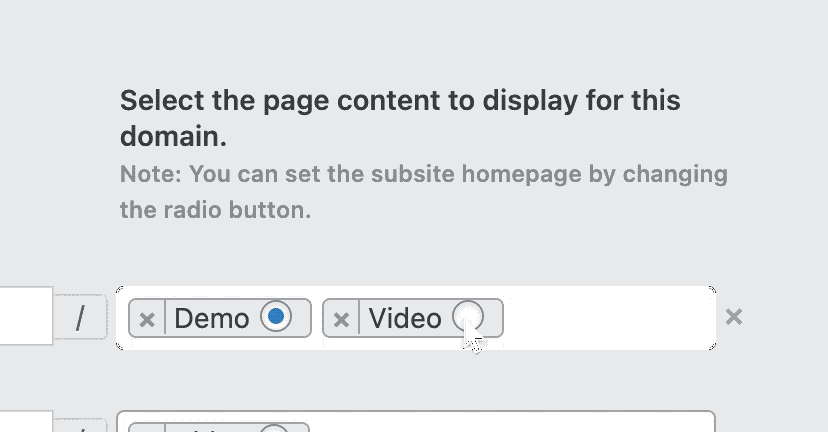 Select the page content to display for this
domain.
Note: You can set the subsite homepage by changing
the radio button.
/ × Demo × Video ×
/